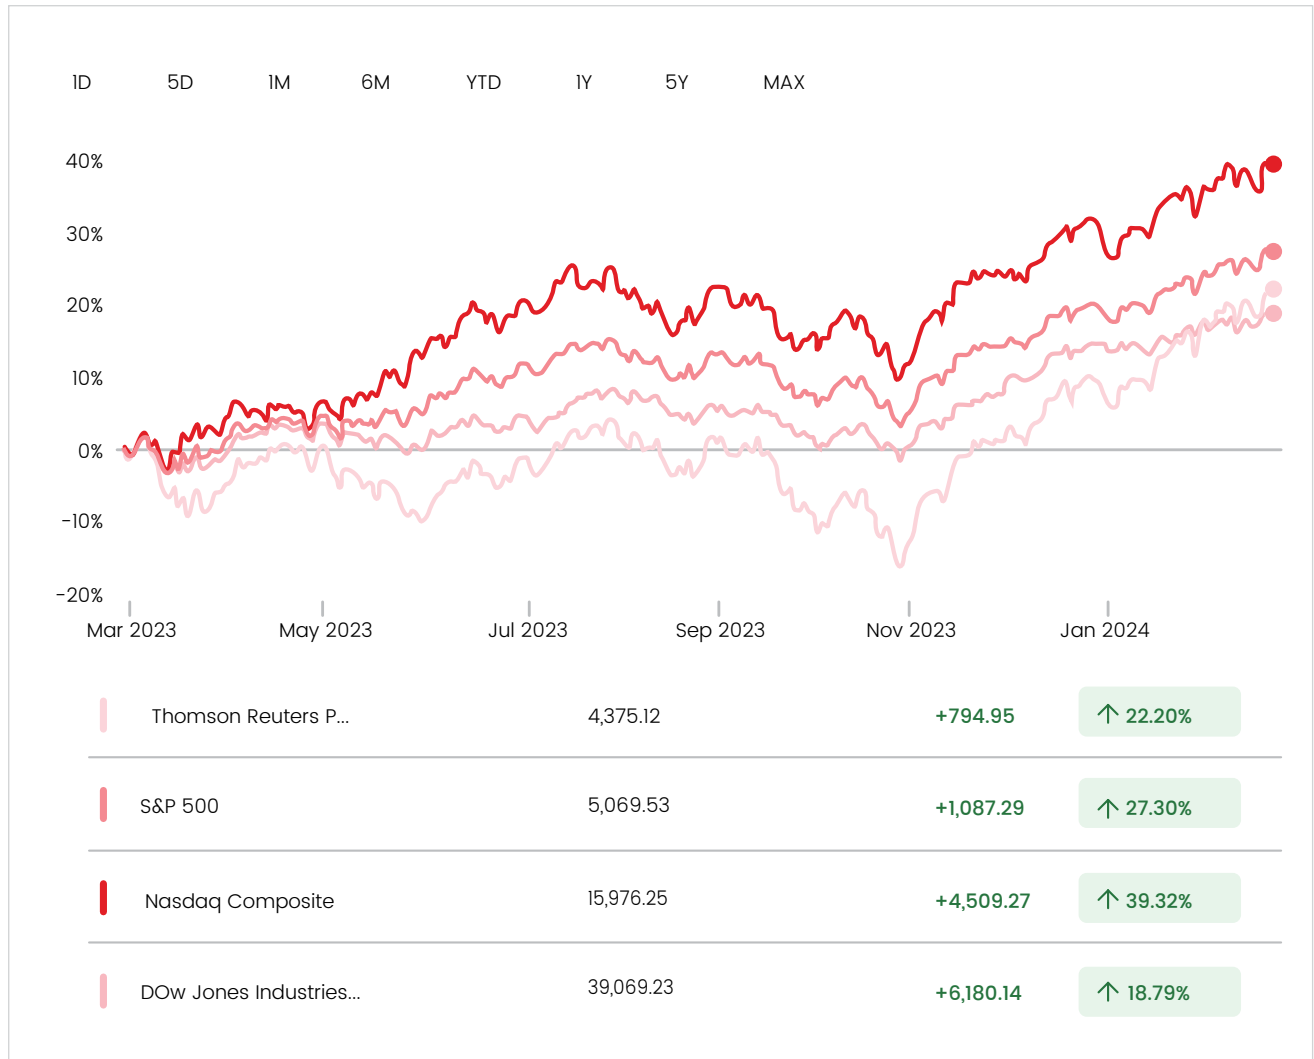 1D 5D 1M 6M YTD 1Y 5Y MAX
40%
30%
20%
10%
0%
-10%
-20%
Mar 2023 May 2023 Jul 2023 Sep 2023 Nov 2023 Jan 2024
Thomson Reuters P... 4,375.12 +794.95 ↑ 22.20%
S&P 500 5,069.53 +1,087.29 ↑ 27.30%
Nasdaq Composite 15,976.25 +4,509.27 ↑ 39.32%
DOw Jones Industries... 39,069.23 +6,180.14 ↑ 18.79%